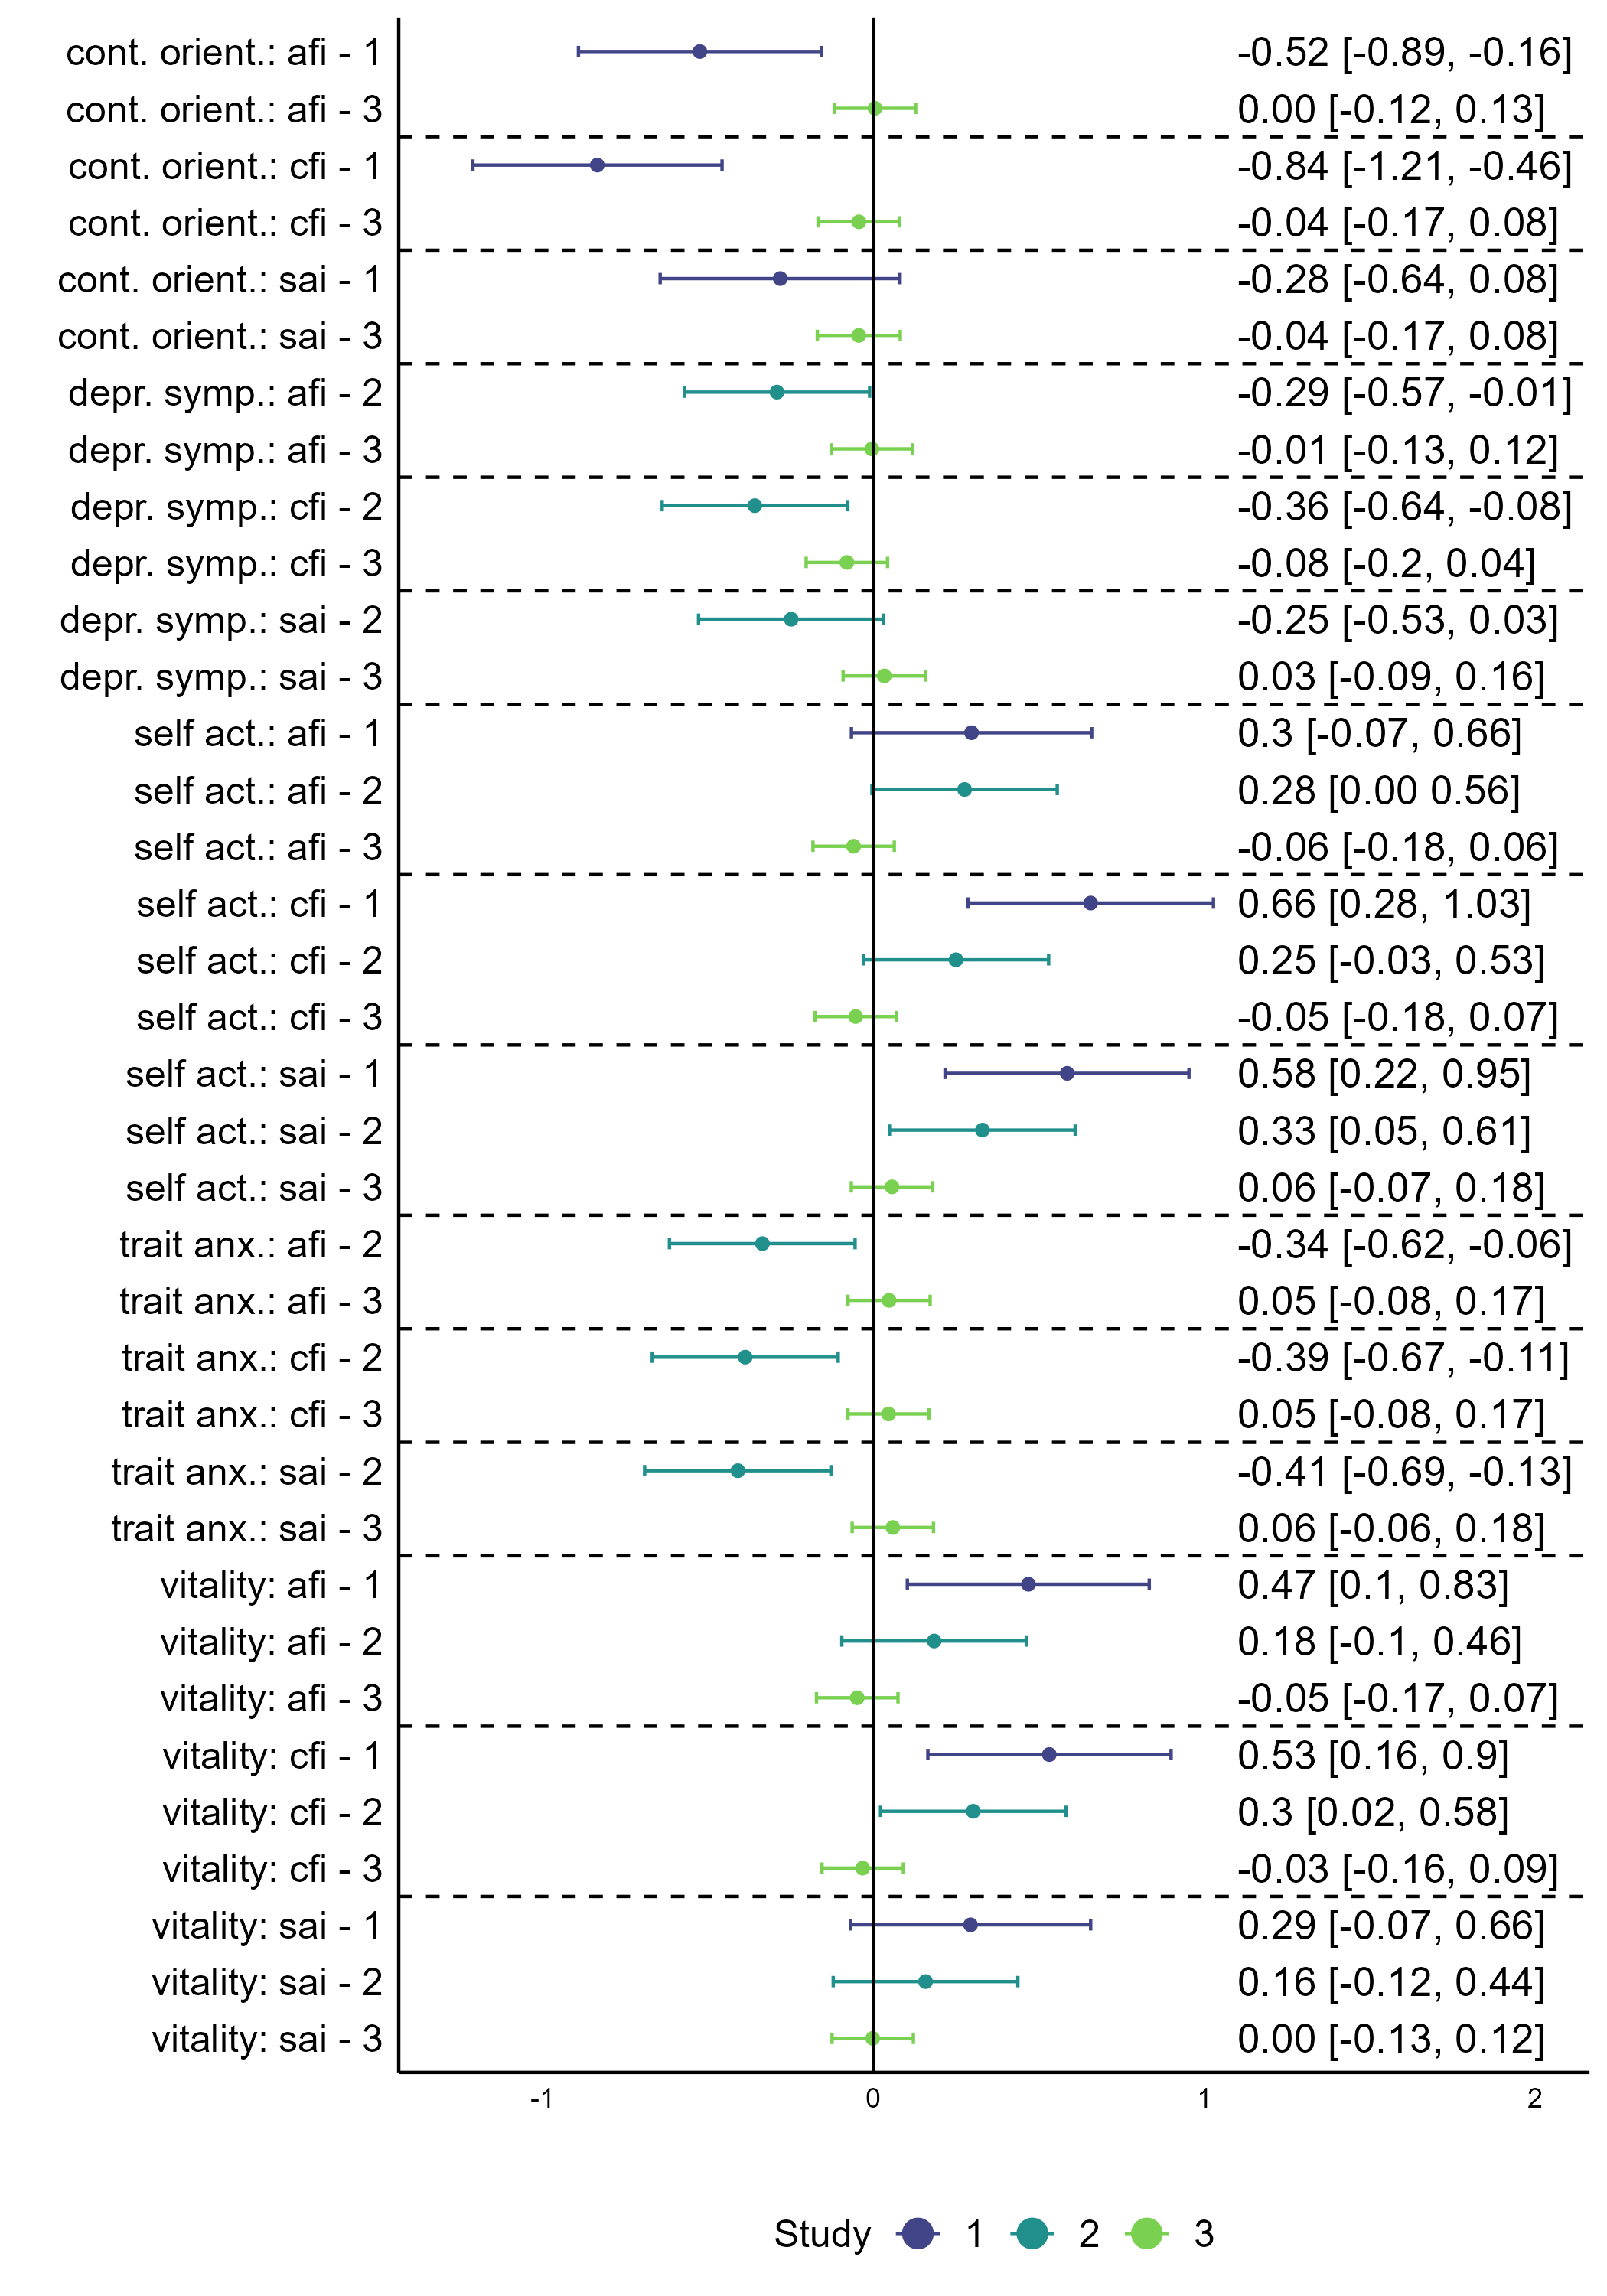 cont. orient.: afi - 1 -0.52 [-0.89, -0.16]
cont. orient.: afi - 3 0.00 [-0.12, 0.13]
cont. orient.: cfi - 1 -0.84 [-1.21, -0.46]
cont. orient.: cfi - 3 -0.04 [-0.17, 0.08]
cont. orient.: sai - 1 -0.28 [-0.64, 0.08]
cont. orient.: sai - 3 -0.04 [-0.17, 0.08]
depr. symp.: afi - 2 -0.29 [-0.57, -0.01]
depr. symp.: afi - 3 -0.01 [-0.13, 0.12]
depr. symp.: cfi - 2 -0.36 [-0.64, -0.08]
depr. symp.: cfi - 3 -0.08 [-0.2, 0.04]
depr. symp.: sai - 2 -0.25 [-0.53, 0.03]
depr. symp.: sai - 3 0.03 [-0.09, 0.16]
self act.: afi - 1 0.3 [-0.07, 0.66]
self act.: afi - 2 0.28 [0.00 0.56]
self act.: afi - 3 -0.06 [-0.18, 0.06]
self act.: cfi - 1 0.66 [0.28, 1.03]
self act.: cfi - 2 0.25 [-0.03, 0.53]
self act.: cfi - 3 -0.05 [-0.18, 0.07]
self act.: sai - 1 0.58 [0.22, 0.95]
self act.: sai - 2 0.33 [0.05, 0.61]
self act.: sai - 3 0.06 [-0.07, 0.18]
trait anx.: afi - 2 -0.34 [-0.62, -0.06]
trait anx.: afi - 3 0.05 [-0.08, 0.17]
trait anx.: cfi - 2 -0.39 [-0.67, -0.11]
trait anx.: cfi - 3 0.05 [-0.08, 0.17]
trait anx.: sai - 2 -0.41 [-0.69, -0.13]
trait anx.: sai - 3 0.06 [-0.06, 0.18]
vitality: afi - 1 0.47 [0.1, 0.83]
vitality: afi - 2 0.18 [-0.1, 0.46]
vitality: afi - 3 -0.05 [-0.17, 0.07]
vitality: cfi - 1 0.53 [0.16, 0.9]
vitality: cfi - 2 0.3 [0.02, 0.58]
vitality: cfi - 3 -0.03 [-0.16, 0.09]
vitality: sai - 1 0.29 [-0.07, 0.66]
vitality: sai - 2 0.16 [-0.12, 0.44]
vitality: sai - 3 0.00 [-0.13, 0.12]
-1 0 1 2
Study 1 2 3